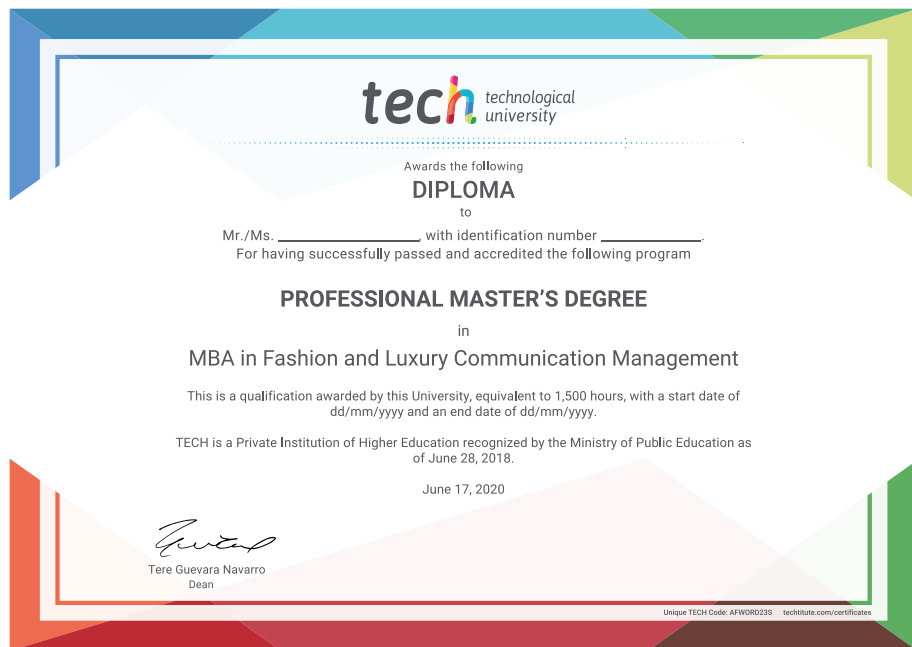 tech technological
university
Awards the following
DIPLOMA
to
Mr./Ms. ____________________, with identification number ______________.
For having successfully passed and accredited the following program
PROFESSIONAL MASTER'S DEGREE
in
MBA in Fashion and Luxury Communication Management
This is a qualification awarded by this University, equivalent to 1,500 hours, with a start date of
dd/mm/yyyy and an end date of dd/mm/yyyy.
TECH is a Private Institution of Higher Education recognized by the Ministry of Public Education as
of June 28, 2018.
June 17, 2020
Tere Guevara Navarro
Dean
Unique TECH Code: AFWORD23S techtitute.com/certificates